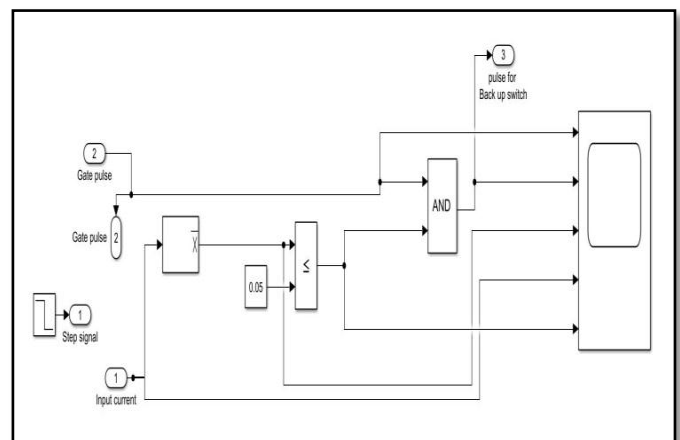 3
pulse for
Back up switch
2
Gate pulse
AND
Gate pulse
2
X
≤
0.05
1
Step signal
1
Input current